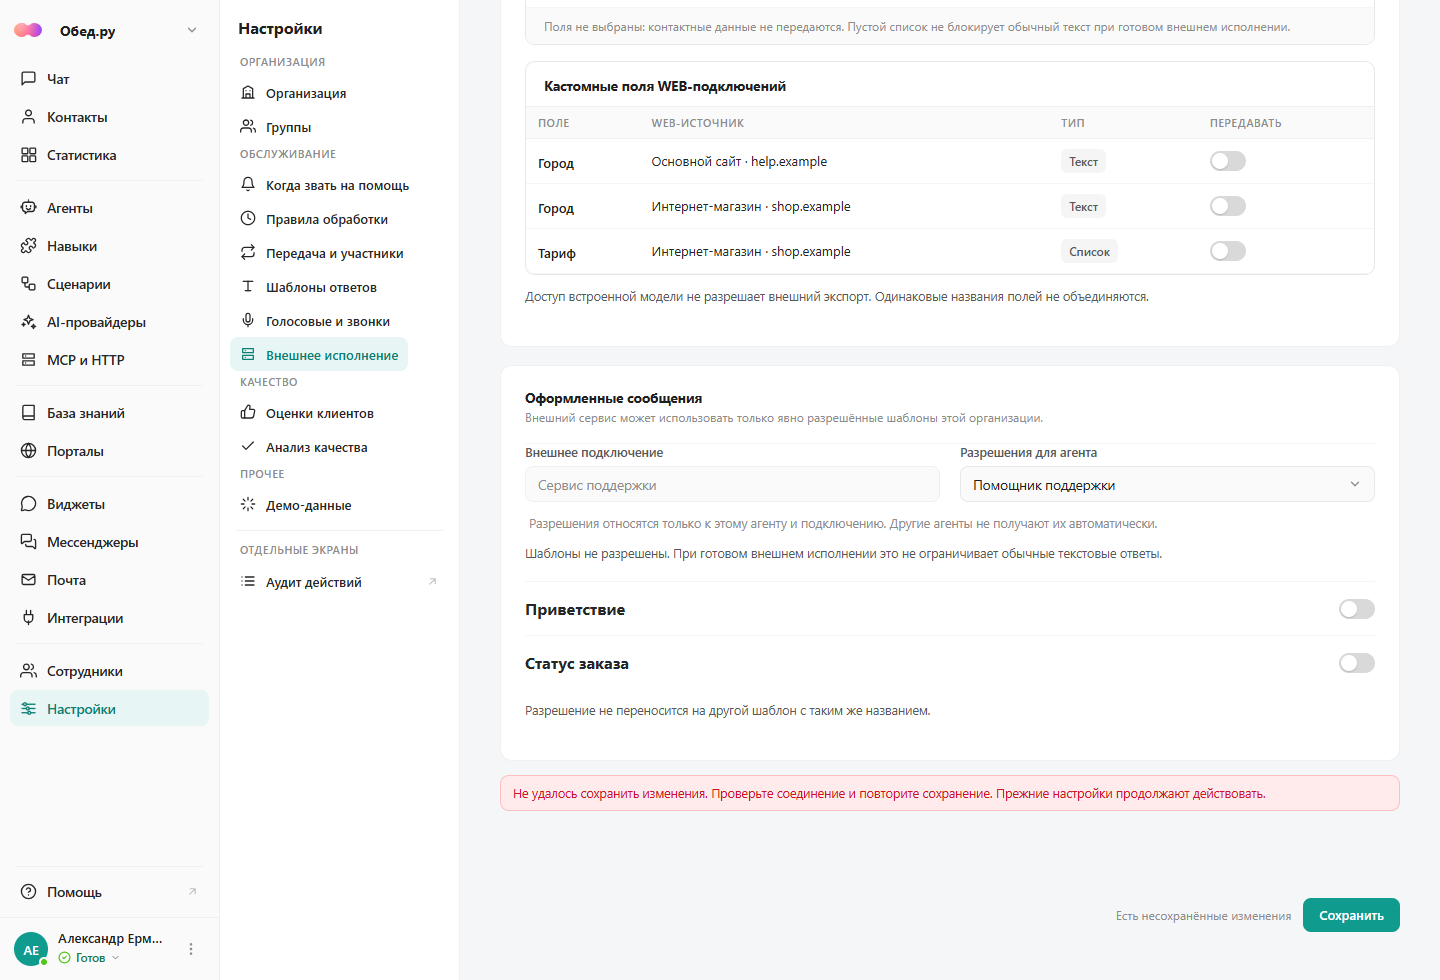 Обед.ру
Чат
Контакты
Статистика
Агенты
Навыки
Сценарии
AI-провайдеры
MCP и HTTP
База знаний
Порталы
Виджеты
Мессенджеры
Почта
Интеграции
Сотрудники
Настройки
Помощь
AE
Александр Ерм...
Готов
Настройки
ОРГАНИЗАЦИЯ
Организация
Группы
ОБСЛУЖИВАНИЕ
Когда звать на помощь
Правила обработки
Передача и участники
Шаблоны ответов
Голосовые и звонки
Внешнее исполнение
КАЧЕСТВО
Оценки клиентов
Анализ качества
ПРОЧЕЕ
Демо-данные
ОТДЕЛЬНЫЕ ЭКРАНЫ
Аудит действий
Поля не выбраны: контактные данные не передаются. Пустой список не блокирует обычный текст при готовом внешнем исполнении.
Кастомные поля WEB-подключений
ПОЛЕ WEB-ИСТОЧНИК ТИП ПЕРЕДАВАТЬ
Город Основной сайт · help.example Текст
Город Интернет-магазин · shop.example Текст
Тариф Интернет-магазин · shop.example Список
Доступ встроенной модели не разрешает внешний экспорт. Одинаковые названия полей не объединяются.
Оформленные сообщения
Внешний сервис может использовать только явно разрешённые шаблоны этой организации.
Внешнее подключение Разрешения для агента
Сервис поддержки Помощник поддержки
Разрешения относятся только к этому агенту и подключению. Другие агенты не получают их автоматически.
Шаблоны не разрешены. При готовом внешнем исполнении это не ограничивает обычные текстовые ответы.
Приветствие
Статус заказа
Разрешение не переносится на другой шаблон с таким же названием.
Не удалось сохранить изменения. Проверьте соединение и повторите сохранение. Прежние настройки продолжают действовать.
Есть несохранённые изменения Сохранить